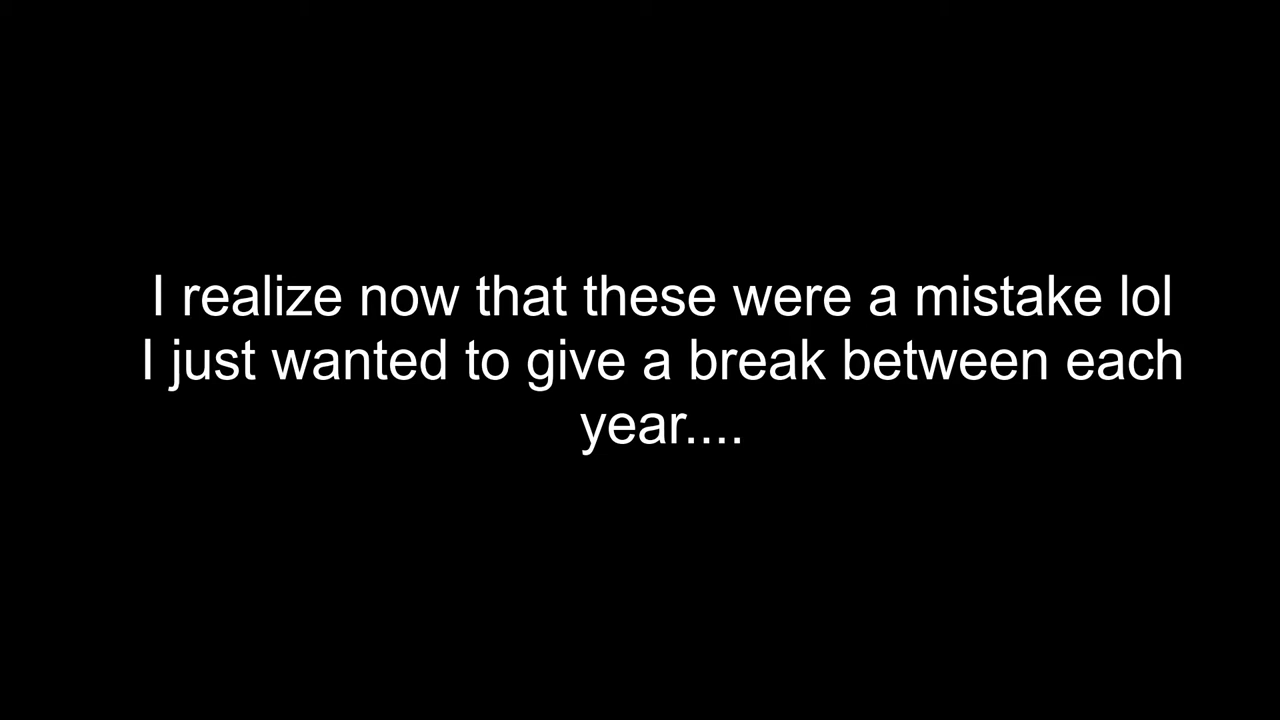 I realize now that these were a mistake lol
I just wanted to give a break between each
year....